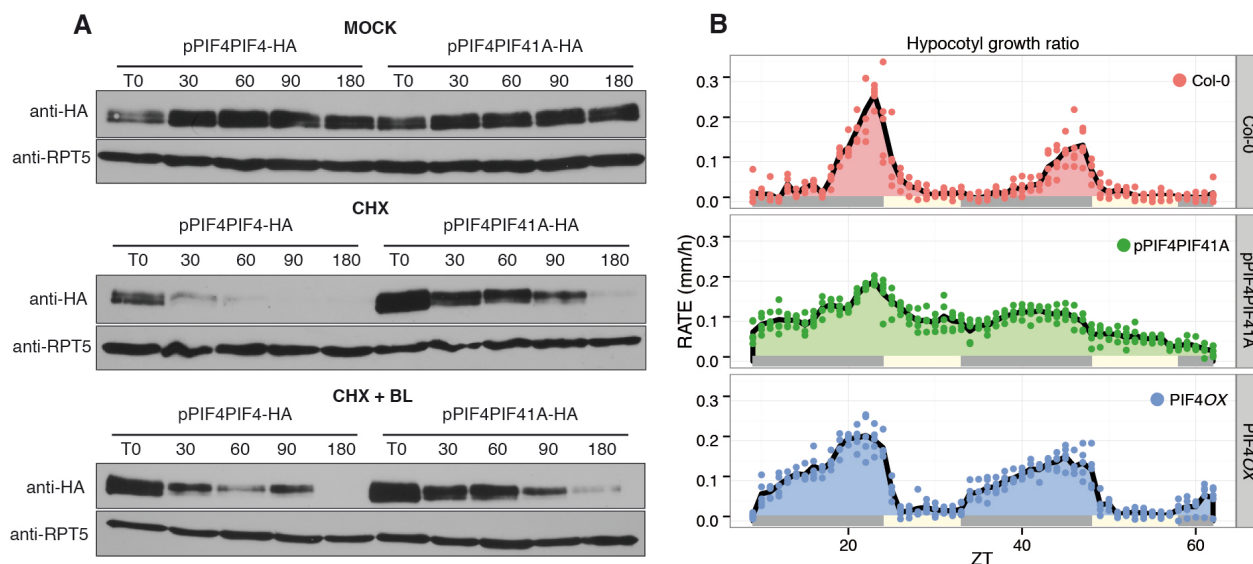 A
MOCK
pPIF4PIF4-HA pPIF4PIF41A-HA
T0 30 60 90 180 T0 30 60 90 180
anti-HA
anti-RPT5
CHX
pPIF4PIF4-HA pPIF4PIF41A-HA
T0 30 60 90 180 T0 30 60 90 180
anti-HA
anti-RPT5
CHX + BL
pPIF4PIF4-HA pPIF4PIF41A-HA
T0 30 60 90 180 T0 30 60 90 180
anti-HA
anti-RPT5
B
Hypocotyl growth ratio
RATE (mm/h)
0.3
0.2
0.1
0.0
Col-0
Col-0
0.3
0.2
0.1
0.0
pPIF4PIF41A
pPIF4PIF41A
0.3
0.2
0.1
0.0
PIF4OX
PIF4OX
20 40 60
ZT